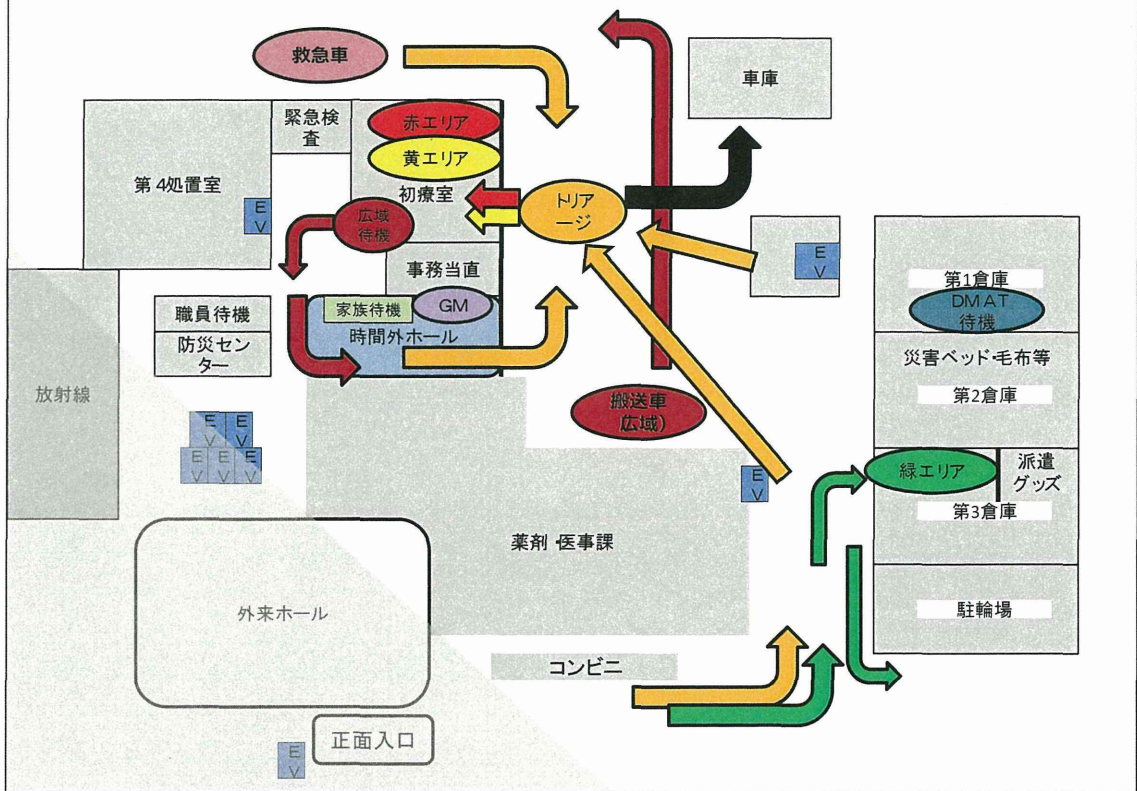 救急車
車庫
緊急検
査
赤エリア
黄エリア
第4処置室
初療室
トリア
ージ
広域
待機
E
V
E
V
事務当直
第1倉庫
DMAT
待機
家族待機
GM
時間外ホール
職員待機
防災セン
ター
災害ベッド・毛布等
第2倉庫
放射線
搬送車
広域)
E
V
E
V
E
V
E
V
E
V
E
V
緑エリア
派遣
グッズ
第3倉庫
薬剤・医事課
外来ホール
駐輪場
コンビニ
正面入口
E
V